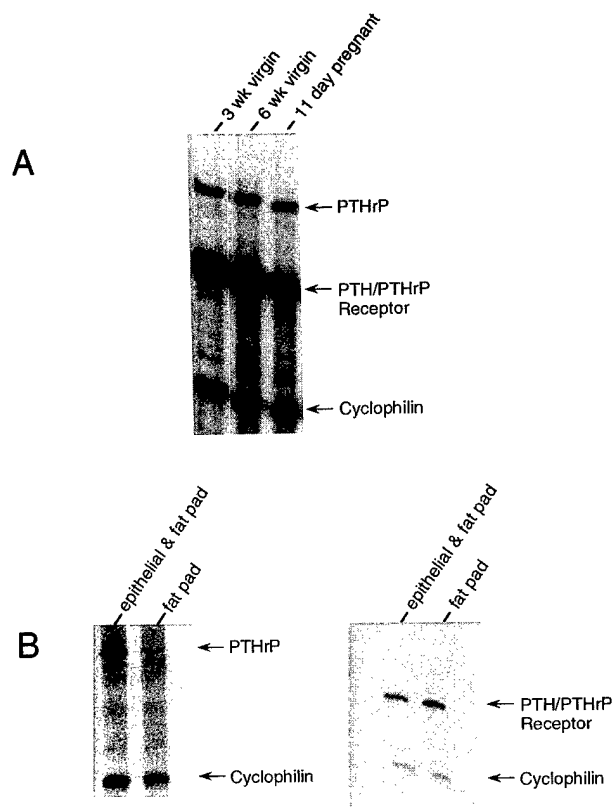 A
3 wk virgin
6 wk virgin
11 day pregnant
PTHrP
PTH/PTHrP
Receptor
Cyclophilin
B
epithelial & fat pad
fat pad
PTHrP
Cyclophilin
epithelial & fat pad
fat pad
PTH/PTHrP
Receptor
Cyclophilin